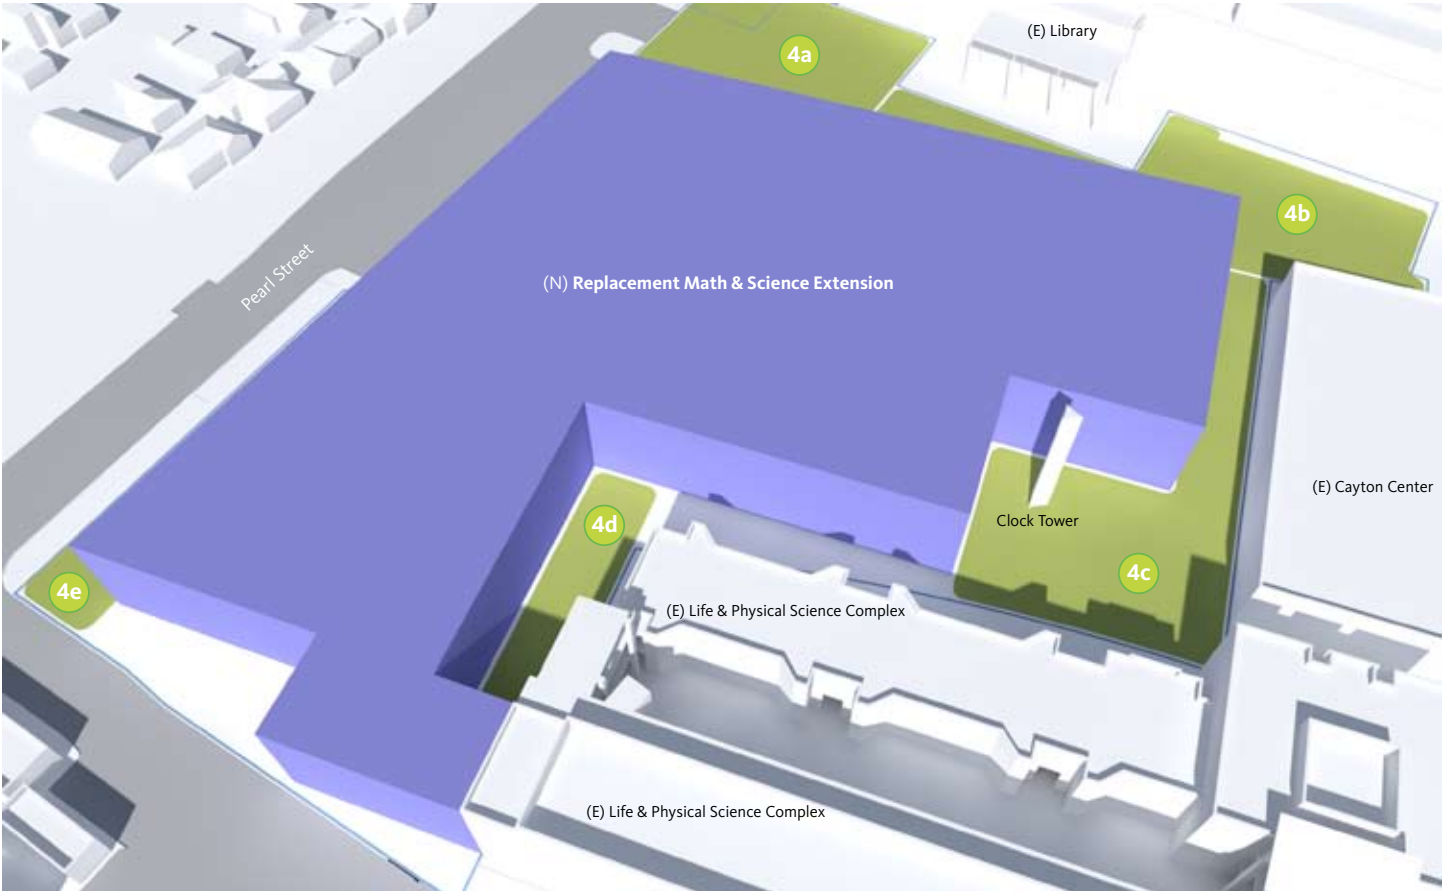 (E) Library
4a
4b
Pearl Street
(N) Replacement Math & Science Extension
(E) Cayton Center
4d
Clock Tower
4c
4e
(E) Life & Physical Science Complex
(E) Life & Physical Science Complex